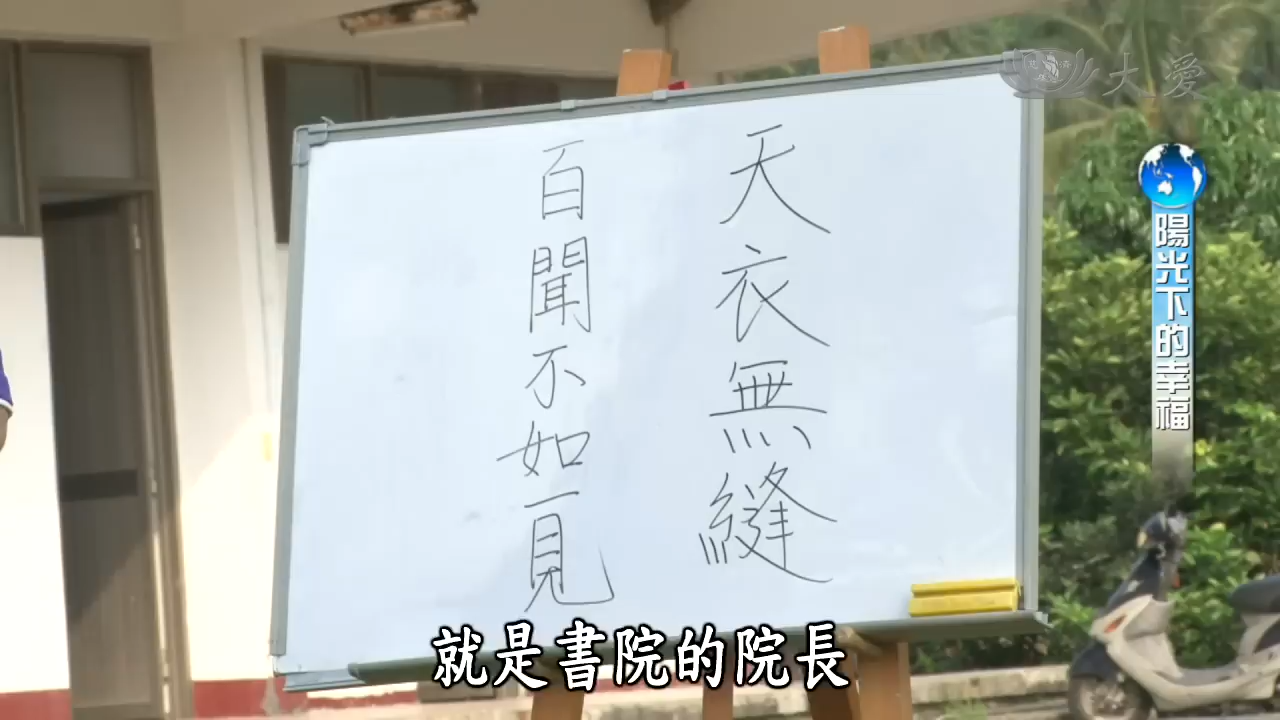 天衣無縫
百聞不如一見
大愛
陽光下的幸福
就是書院的院長